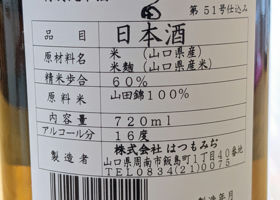 第51号仕込み
品目 日本酒
原材料名 米（山口県産）
米麹（山口県産米）
精米歩合 60％
原料米 山田錦100％
内容量 720ml
アルコール分 16度
製造者 株式会社はつもみぢ
山口県周南市飯島町1丁目40番地
TEL0834(21)0075
製造年月